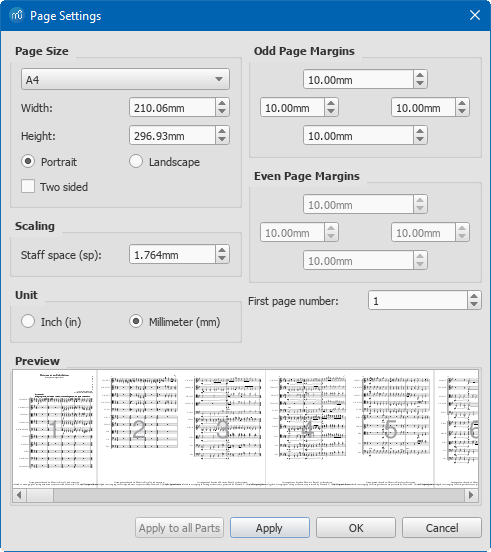 Page Settings
Page Size
A4
Width: 210.06mm
Height: 296.93mm
Portrait Landscape
Two sided
Scaling
Staff space (sp): 1.764mm
Unit
Inch (in) Millimeter (mm)
Odd Page Margins
10.00mm
10.00mm 10.00mm
10.00mm
Even Page Margins
10.00mm
10.00mm 10.00mm
10.00mm
First page number: 1
Preview
1 2 3 4 5 6
Apply to all Parts Apply OK Cancel